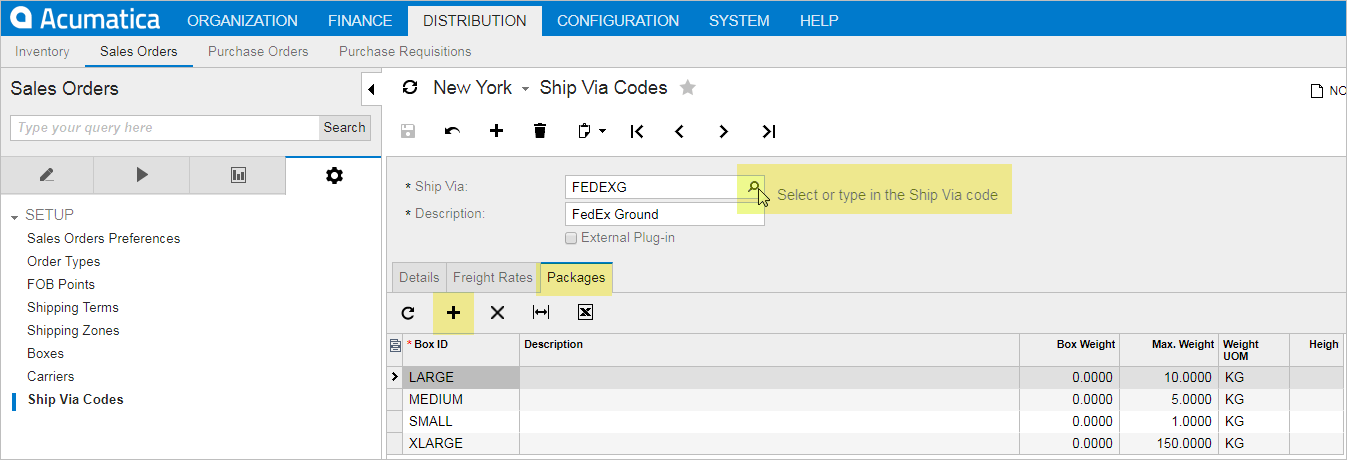 Acumatica ORGANIZATION FINANCE DISTRIBUTION CONFIGURATION SYSTEM HELP
Inventory Sales Orders Purchase Orders Purchase Requisitions
Sales Orders
New York Ship Via Codes
NO
Type your query here Search
* Ship Via: FEDEXG Select or type in the Ship Via code
* Description: FedEx Ground
External Plug-in
SETUP
Sales Orders Preferences
Order Types
FOB Points
Shipping Terms
Shipping Zones
Boxes
Carriers
Ship Via Codes
Details Freight Rates Packages
* Box ID Description Box Weight Max. Weight Weight UOM Heigh
LARGE 0.0000 10.0000 KG
MEDIUM 0.0000 5.0000 KG
SMALL 0.0000 1.0000 KG
XLARGE 0.0000 150.0000 KG